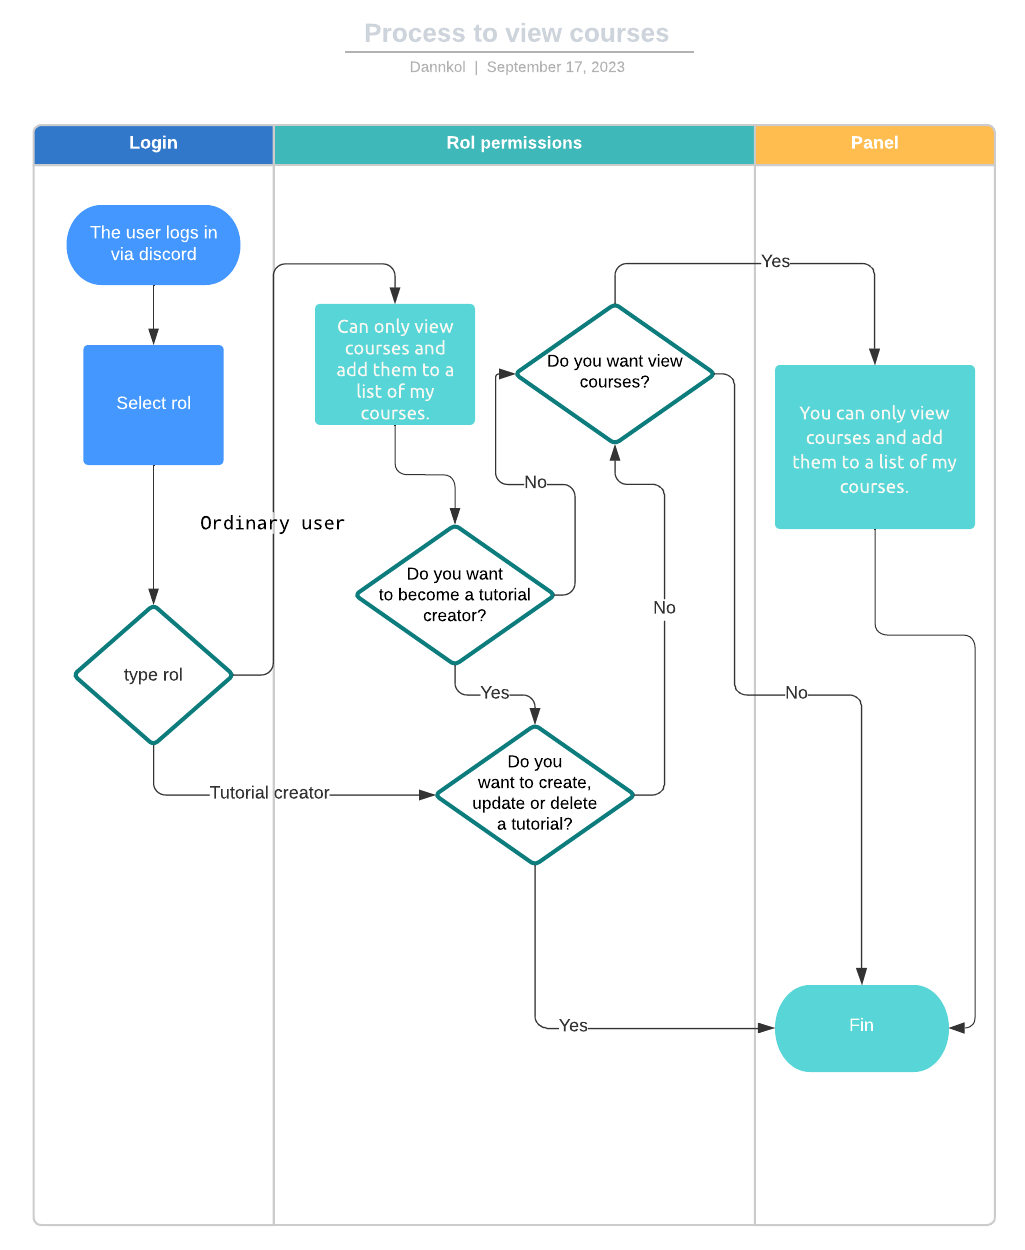 Process to view courses
Dannkol | September 17, 2023
Login
Rol permissions
Panel
The user logs in
via discord
Select rol
Ordinary user
type rol
Tutorial creator
Can only view
courses and
add them to a
list of my
courses.
Do you want
to become a tutorial
creator?
No
Yes
Do you
want to create,
update or delete
a tutorial?
No
Yes
Do you want view
courses?
Yes
No
You can only view
courses and add
them to a list of my
courses.
Fin